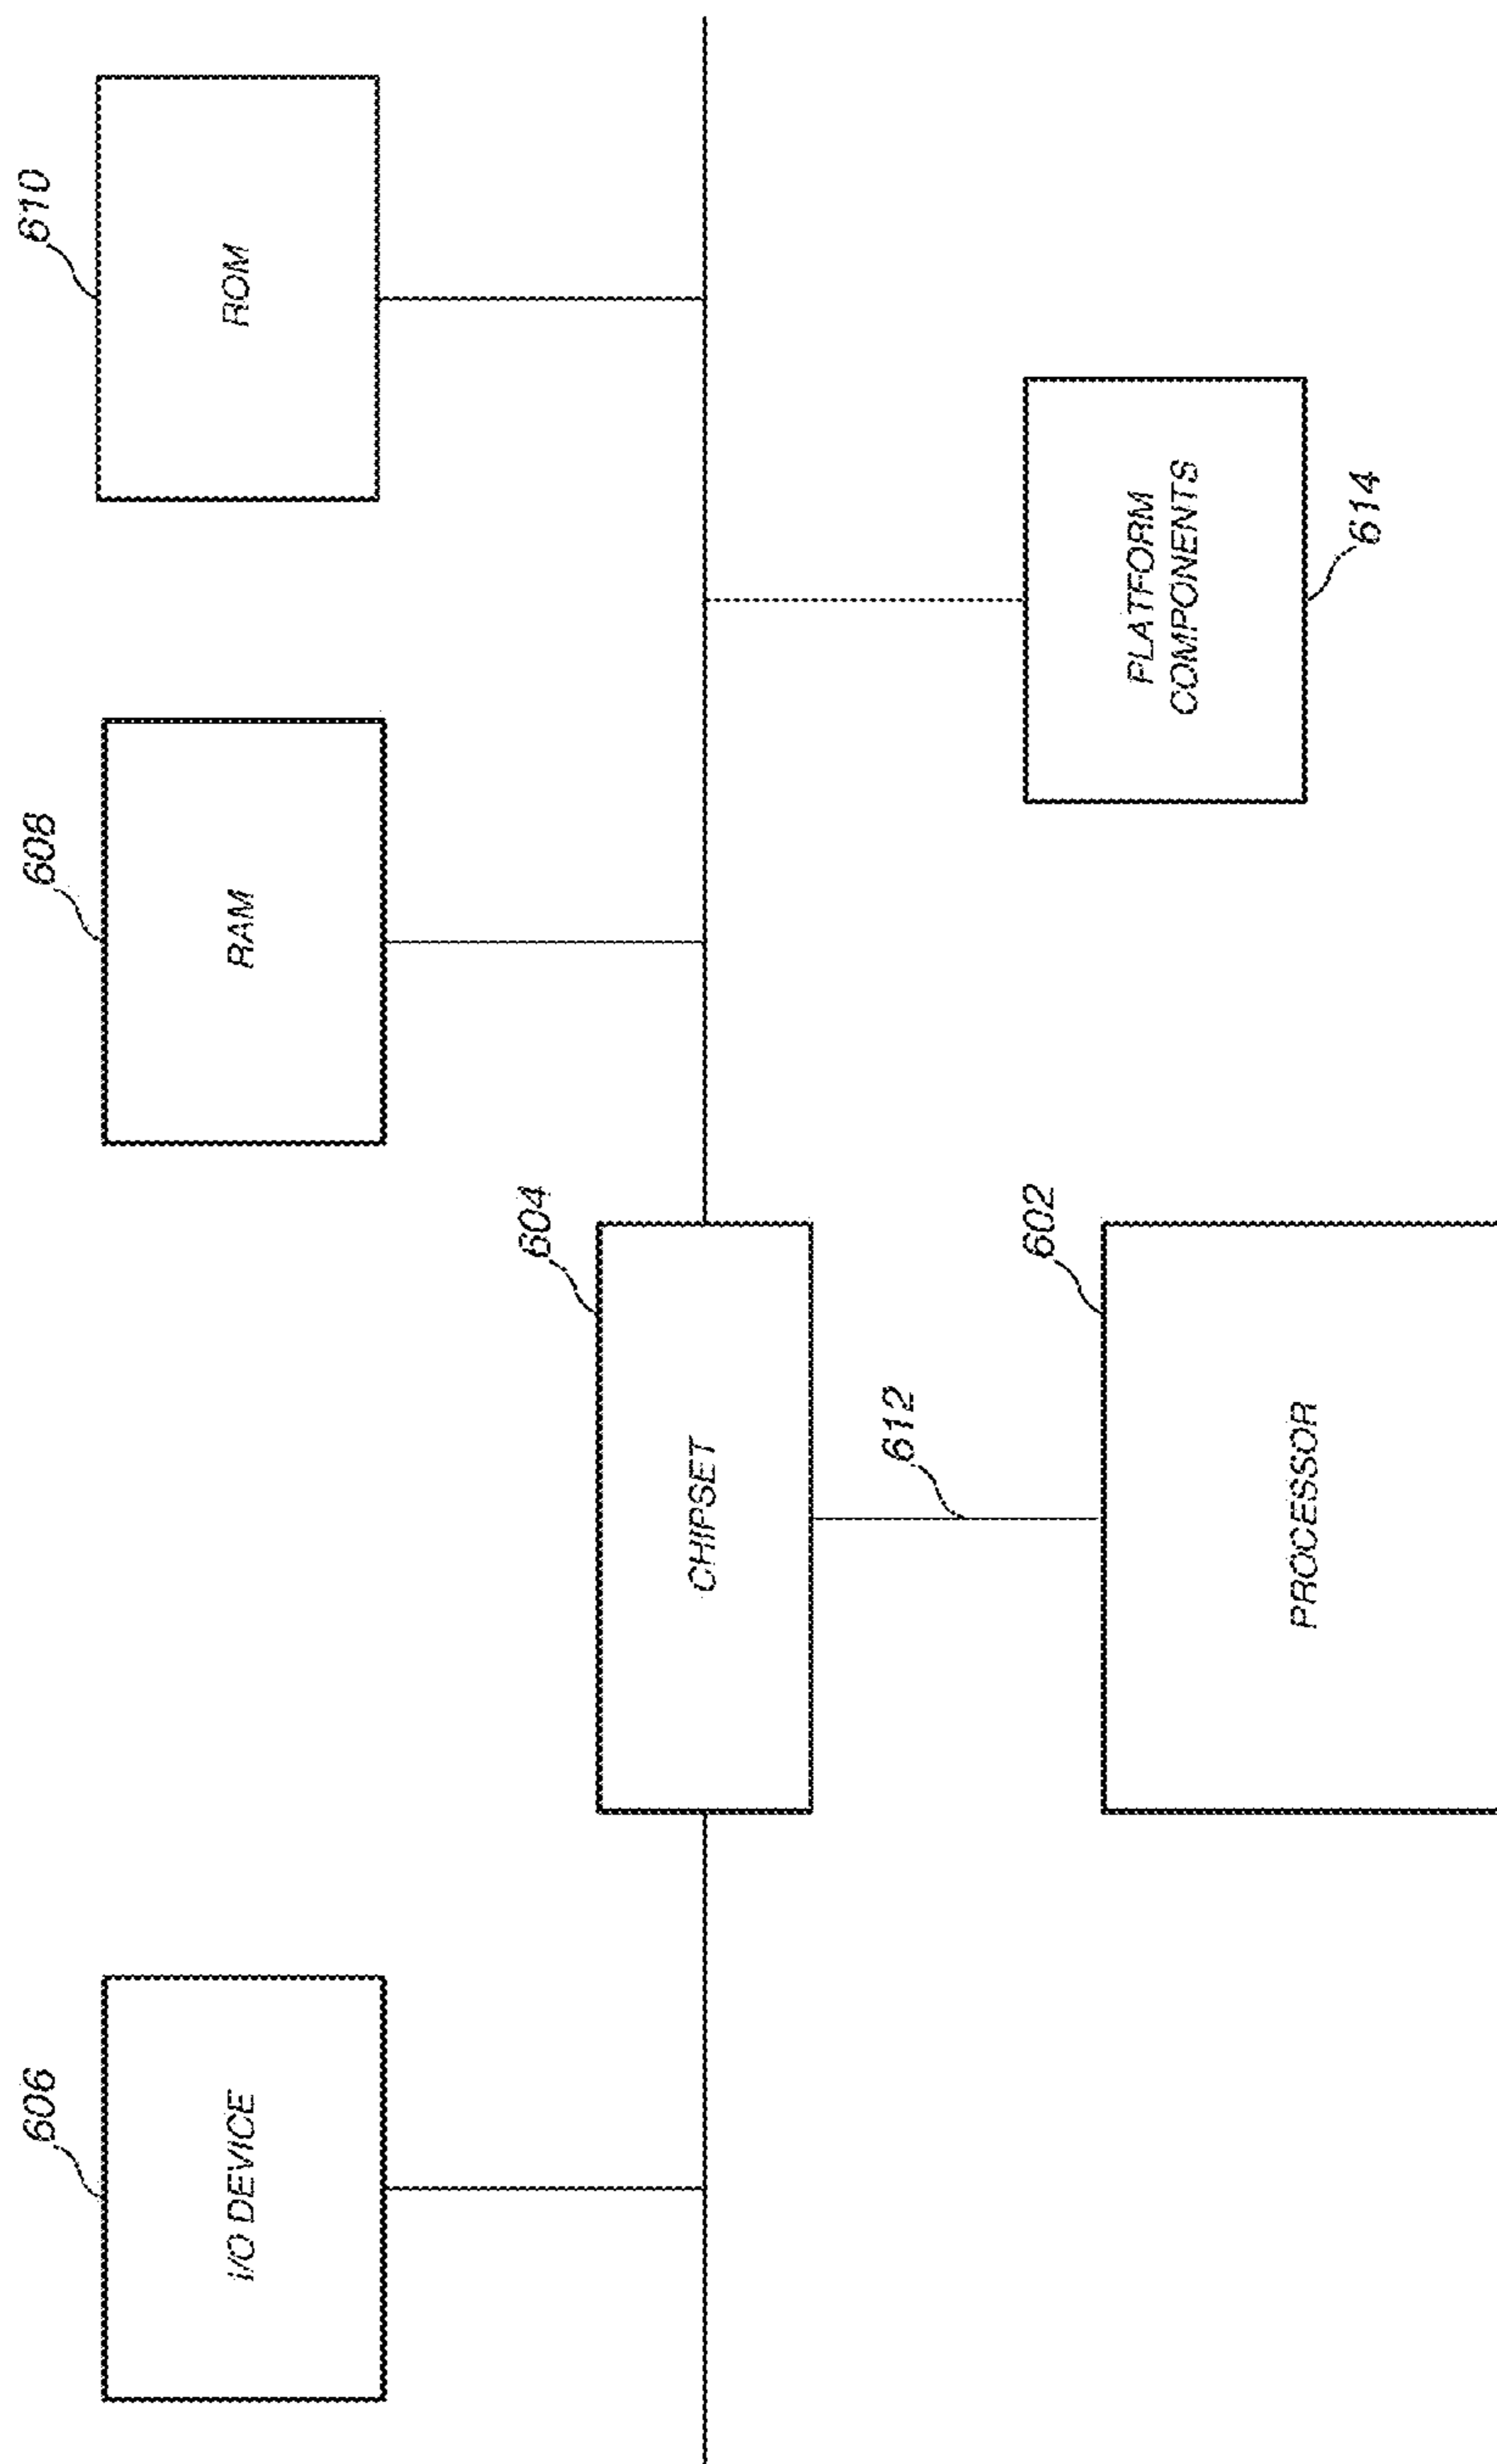 606
608
610
I/O DEVICE
RAM
ROM
604
CHIPSET
612
602
PLATFORM
COMPONENTS
PROCESSOR
614